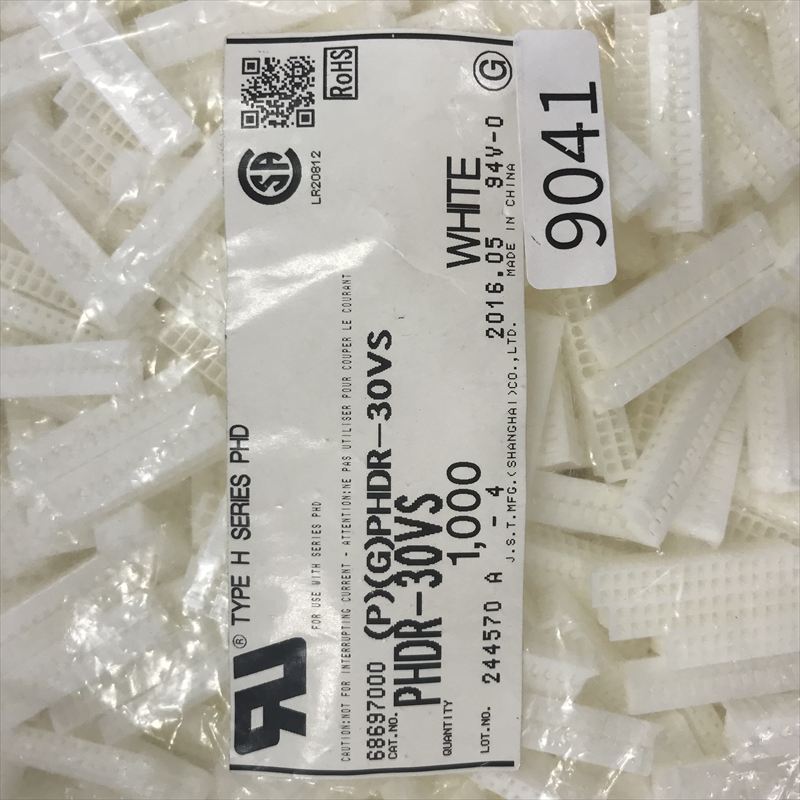 ® TYPE H SERIES PHD
LR20812
RoHS
FOR USE WITH SERIES PHD
CAUTION:NOT FOR INTERRUPTING CURRENT - ATTENTION:NE PAS UTILISER POUR COUPER LE COURANT
68697000 (P)(G)PHDR-30VS
CAT.NO. PHDR-30VS
QUANTITY 1,000 WHITE
LOT.NO. 244570 A -4 2016.05 94V-0
J.S.T.MFG.(SHANGHAI)CO.,LTD. MADE IN CHINA
G
9041